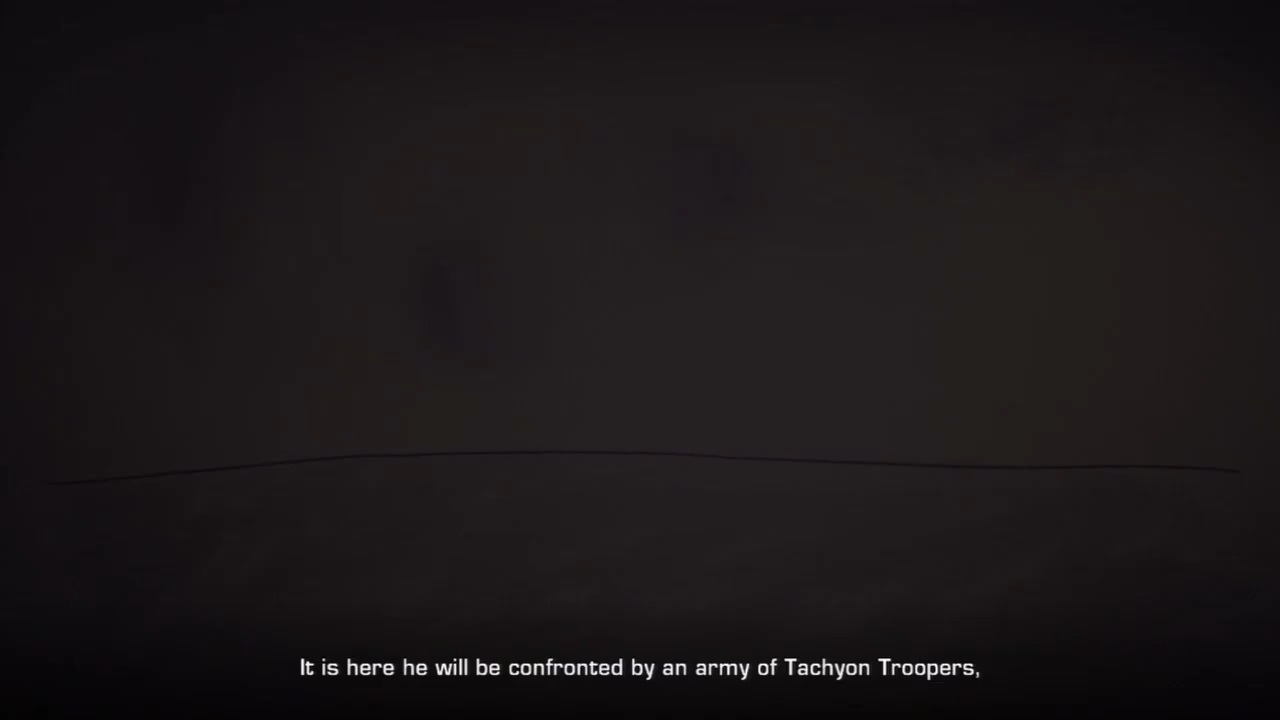 It is here he will be confronted by an army of Tachyon Troopers,